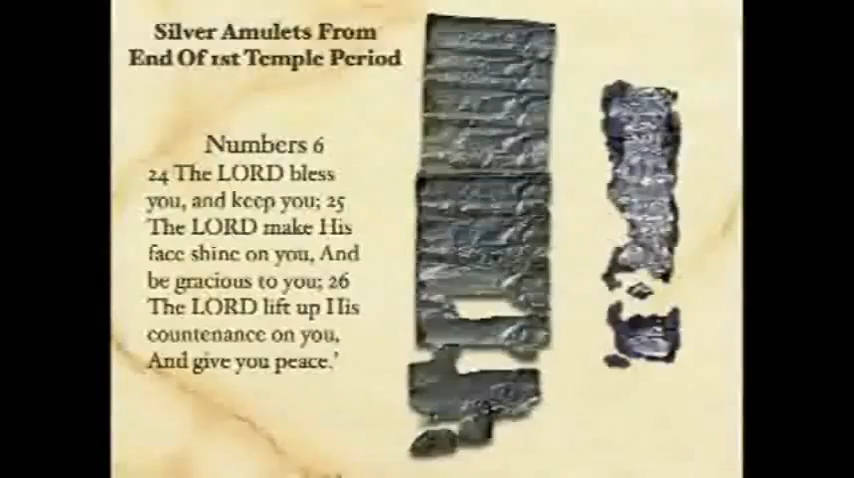 Silver Amulets From
End Of 1st Temple Period
Numbers 6
24 The LORD bless
you, and keep you; 25
The LORD make His
face shine on you, And
be gracious to you; 26
The LORD lift up His
countenance on you,
And give you peace.'